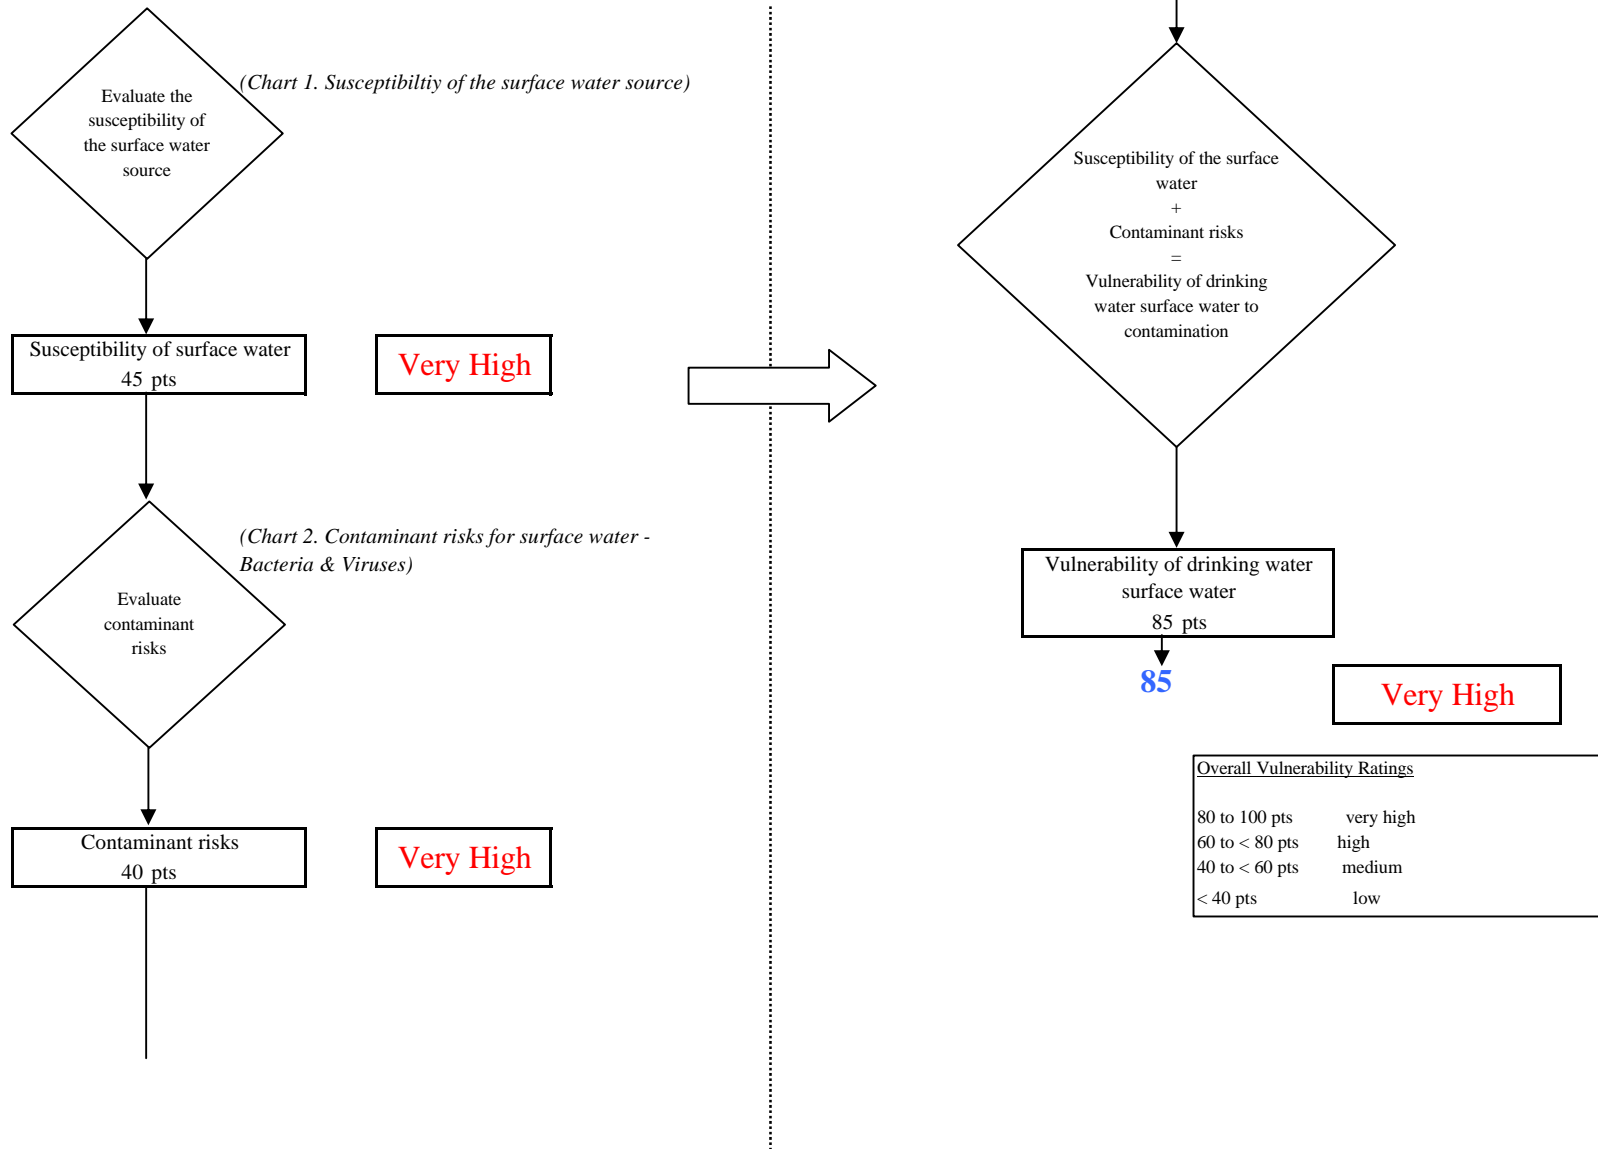 Evaluate the
susceptibility of
the surface water
source
(Chart 1. Susceptibiltiy of the surface water source)
Susceptibility of surface water
45 pts
Very High
(Chart 2. Contaminant risks for surface water -
Bacteria & Viruses)
Evaluate
contaminant
risks
Contaminant risks
40 pts
Very High
Susceptibility of the surface
water
+
Contaminant risks
=
Vulnerability of drinking
water surface water to
contamination
Vulnerability of drinking water
surface water
85 pts
85
Very High
Overall Vulnerability Ratings
80 to 100 pts very high
60 to < 80 pts high
40 to < 60 pts medium
< 40 pts low